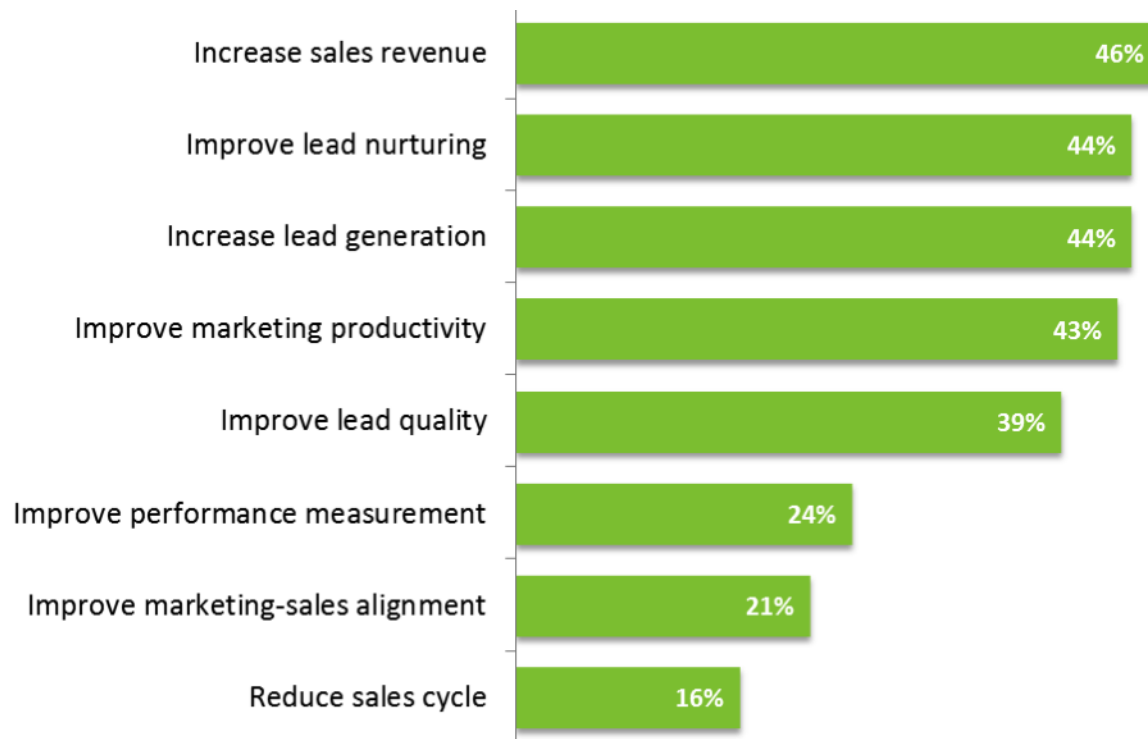 Increase sales revenue 46%
Improve lead nurturing 44%
Increase lead generation 44%
Improve marketing productivity 43%
Improve lead quality 39%
Improve performance measurement 24%
Improve marketing-sales alignment 21%
Reduce sales cycle 16%